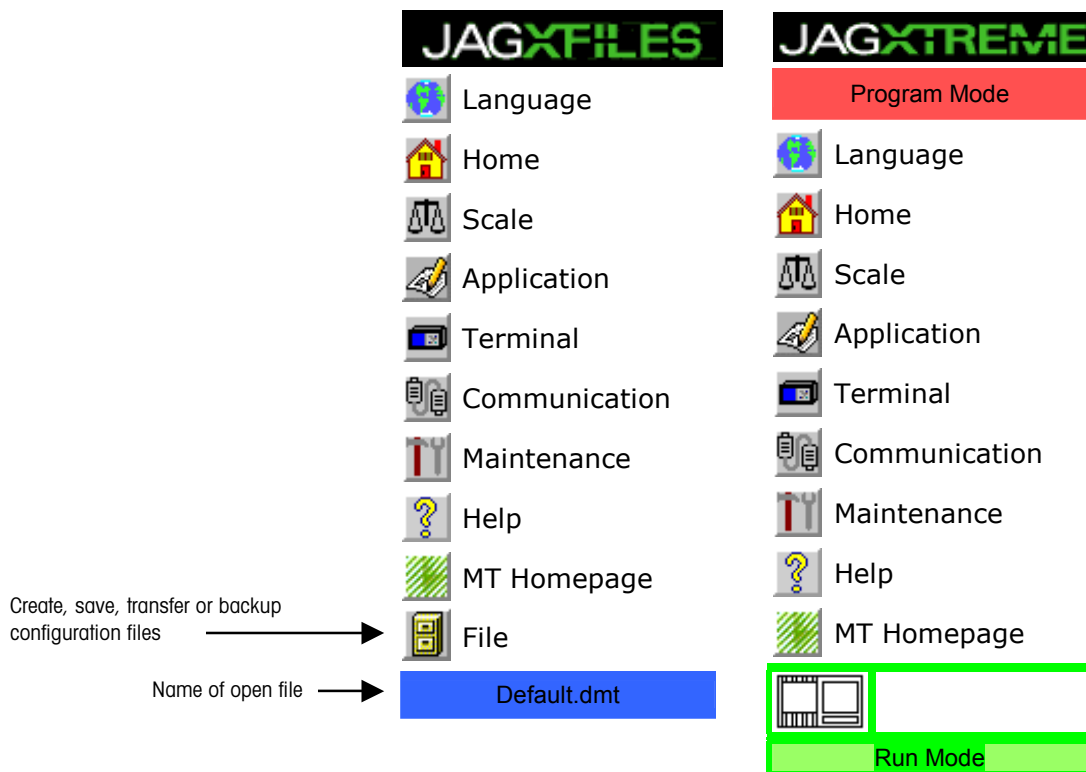 JAGXFILES
Language
Home
Scale
Application
Terminal
Communication
Maintenance
Help
MT Homepage
Create, save, transfer or backup
configuration files
File
Name of open file
Default.dmt
JAGXTREME
Program Mode
Language
Home
Scale
Application
Terminal
Communication
Maintenance
Help
MT Homepage
Run Mode